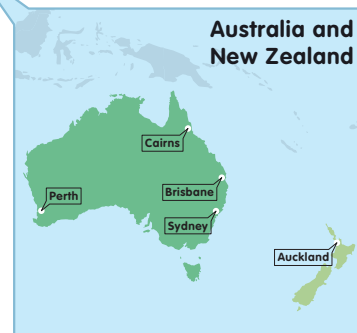 Australia and
New Zealand
Cairns
Brisbane
Perth
Sydney
Auckland